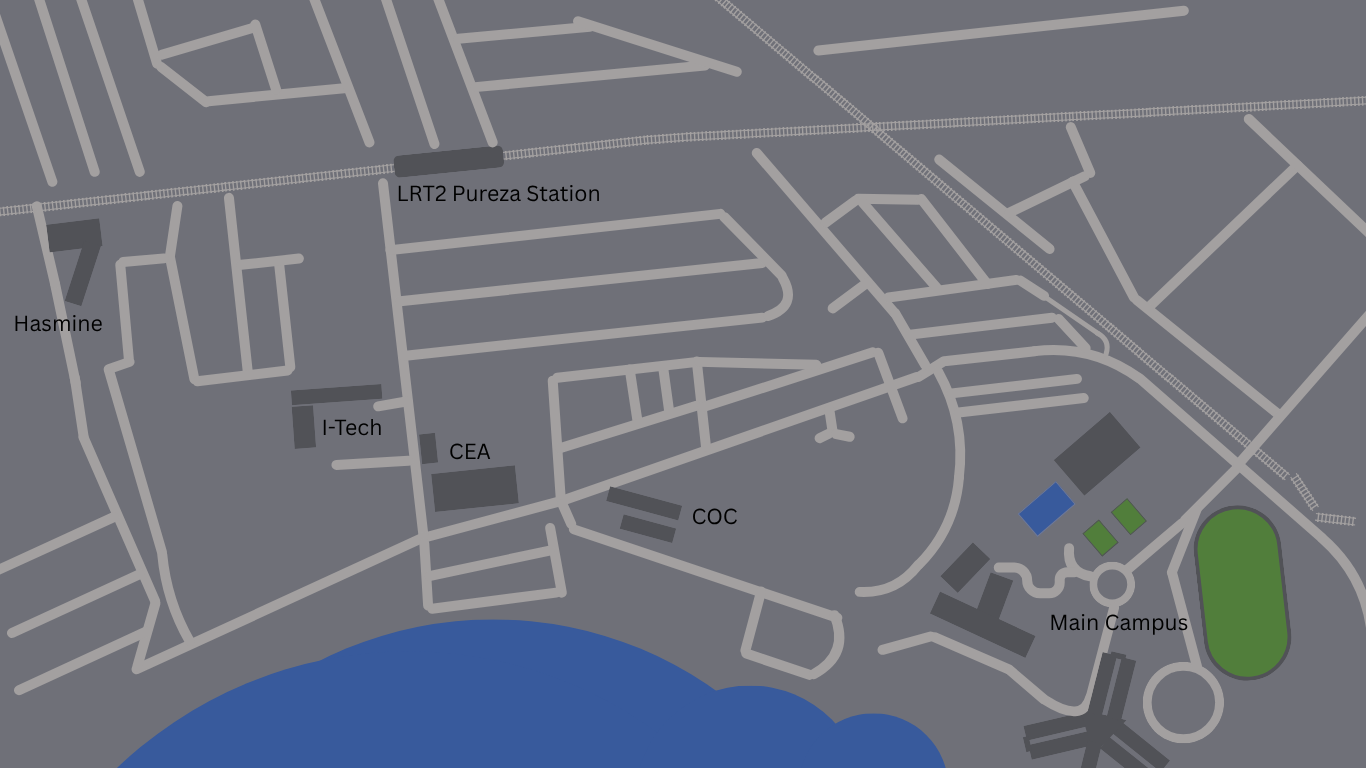 LRT2 Pureza Station
Hasmine
I-Tech
CEA
COC
Main Campus